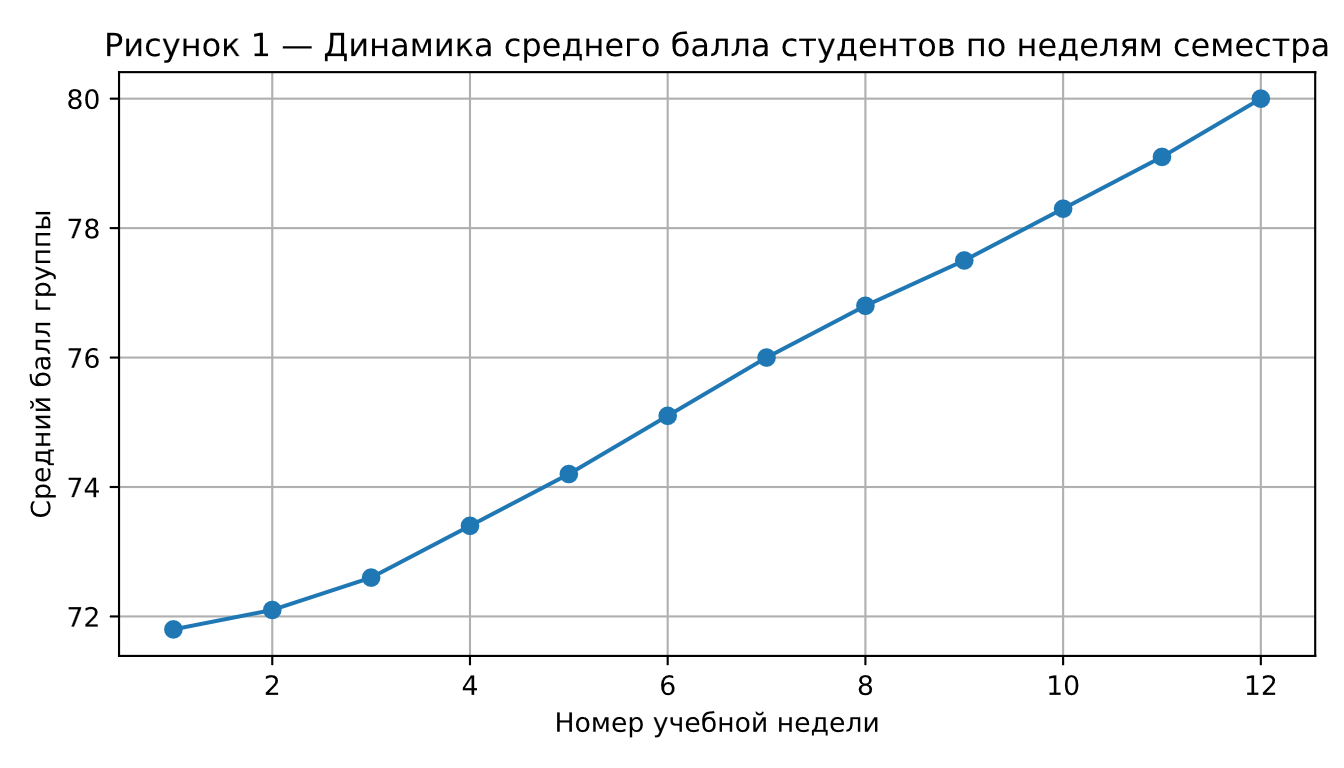 Рисунок 1 — Динамика среднего балла студентов по неделям семестра
80
78
76
74
72
Средний балл группы
2 4 6 8 10 12
Номер учебной недели